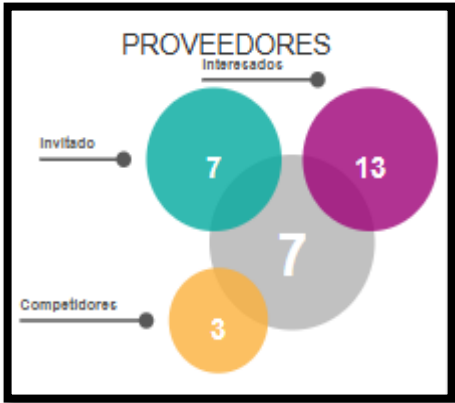 PROVEEDORES
Interesados
Invitado
7
13
7
Competidores
3